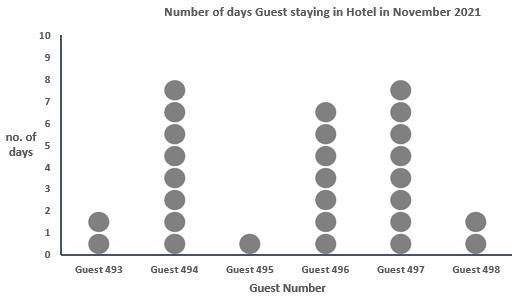 Number of days Guest staying in Hotel in November 2021
10
9
8
7
6
5
4
3
2
1
0
no. of
days
Guest 493 Guest 494 Guest 495 Guest 496 Guest 497 Guest 498
Guest Number